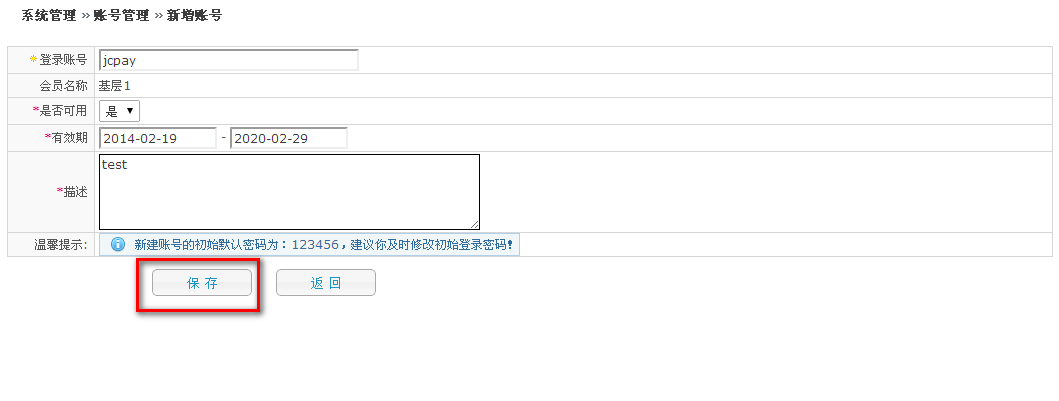 系统管理 » 账号管理 » 新增账号
*登录账号 jcpay
会员名称 基层1
*是否可用 是 ▼
*有效期 2014-02-19 - 2020-02-29
*描述 test
温馨提示: 新建账号的初始默认密码为：123456，建议你及时修改初始登录密码!
保 存 返 回